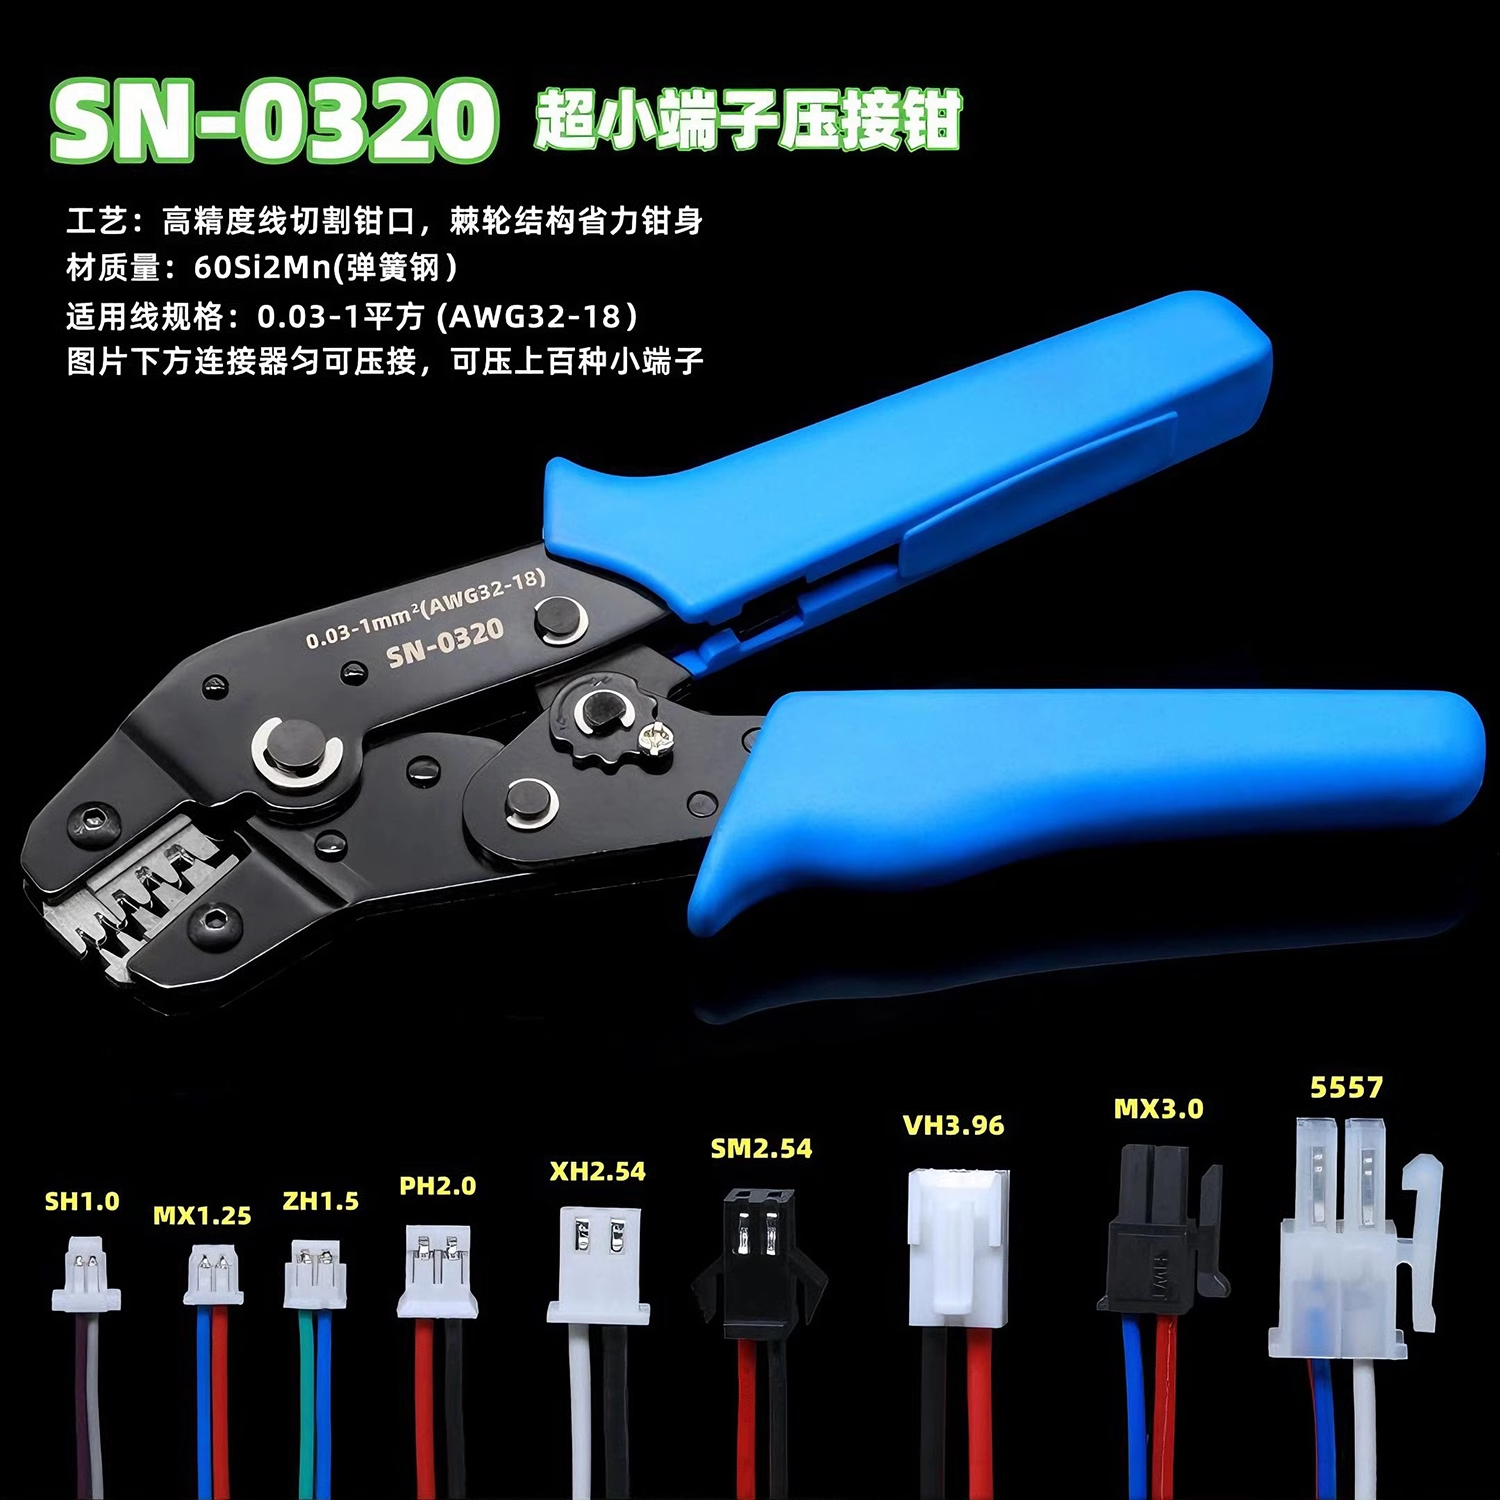 SN-0320 超小端子压接钳
工艺：高精度线切割钳口，棘轮结构省力钳身
材质量：60Si2Mn(弹簧钢)
适用线规格：0.03-1平方 (AWG32-18)
图片下方连接器匀可压接，可压上百种小端子
0.03-1mm²(AWG32-18)
SN-0320
SH1.0
MX1.25
ZH1.5
PH2.0
XH2.54
SM2.54
VH3.96
MX3.0
5557